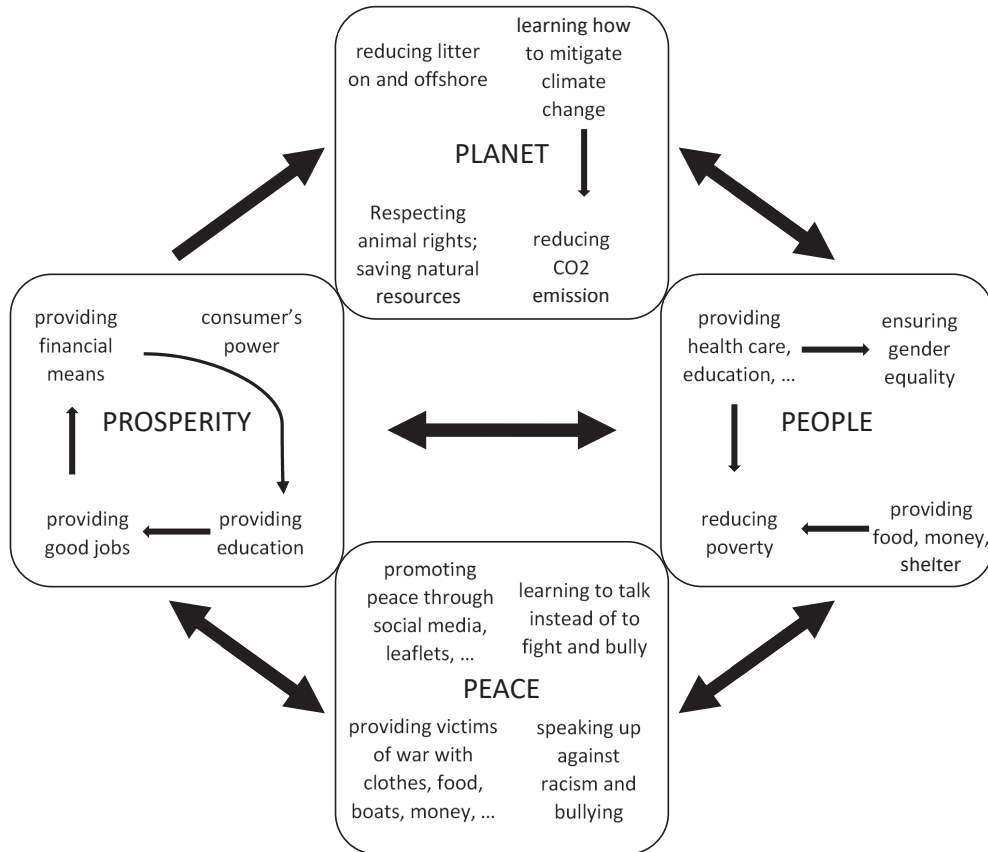 reducing litter
on and offshore
learning how
to mitigate
climate
change
PLANET
Respecting
animal rights;
saving natural
resources
reducing
CO2
emission
providing
financial
means
consumer's
power
PROSPERITY
providing
good jobs
providing
education
providing
health care,
education, ...
ensuring
gender
equality
PEOPLE
reducing
poverty
providing
food, money,
shelter
promoting
peace through
social media,
leaflets, ...
learning to talk
instead of to
fight and bully
PEACE
providing victims
of war with
clothes, food,
boats, money, ...
speaking up
against
racism and
bullying